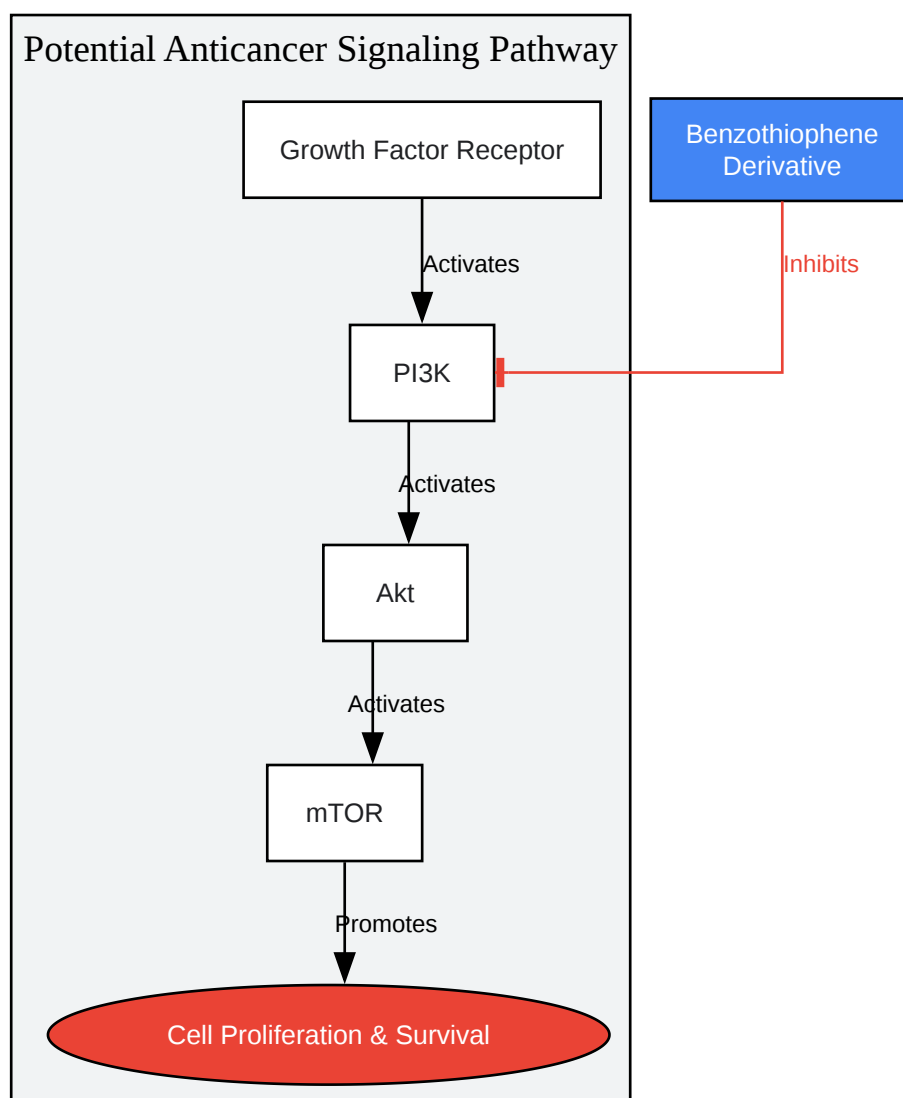 Potential Anticancer Signaling Pathway
Growth Factor Receptor
Benzothiophene
Derivative
Activates
Inhibits
PI3K
Activates
Akt
Activates
mTOR
Promotes
Cell Proliferation & Survival